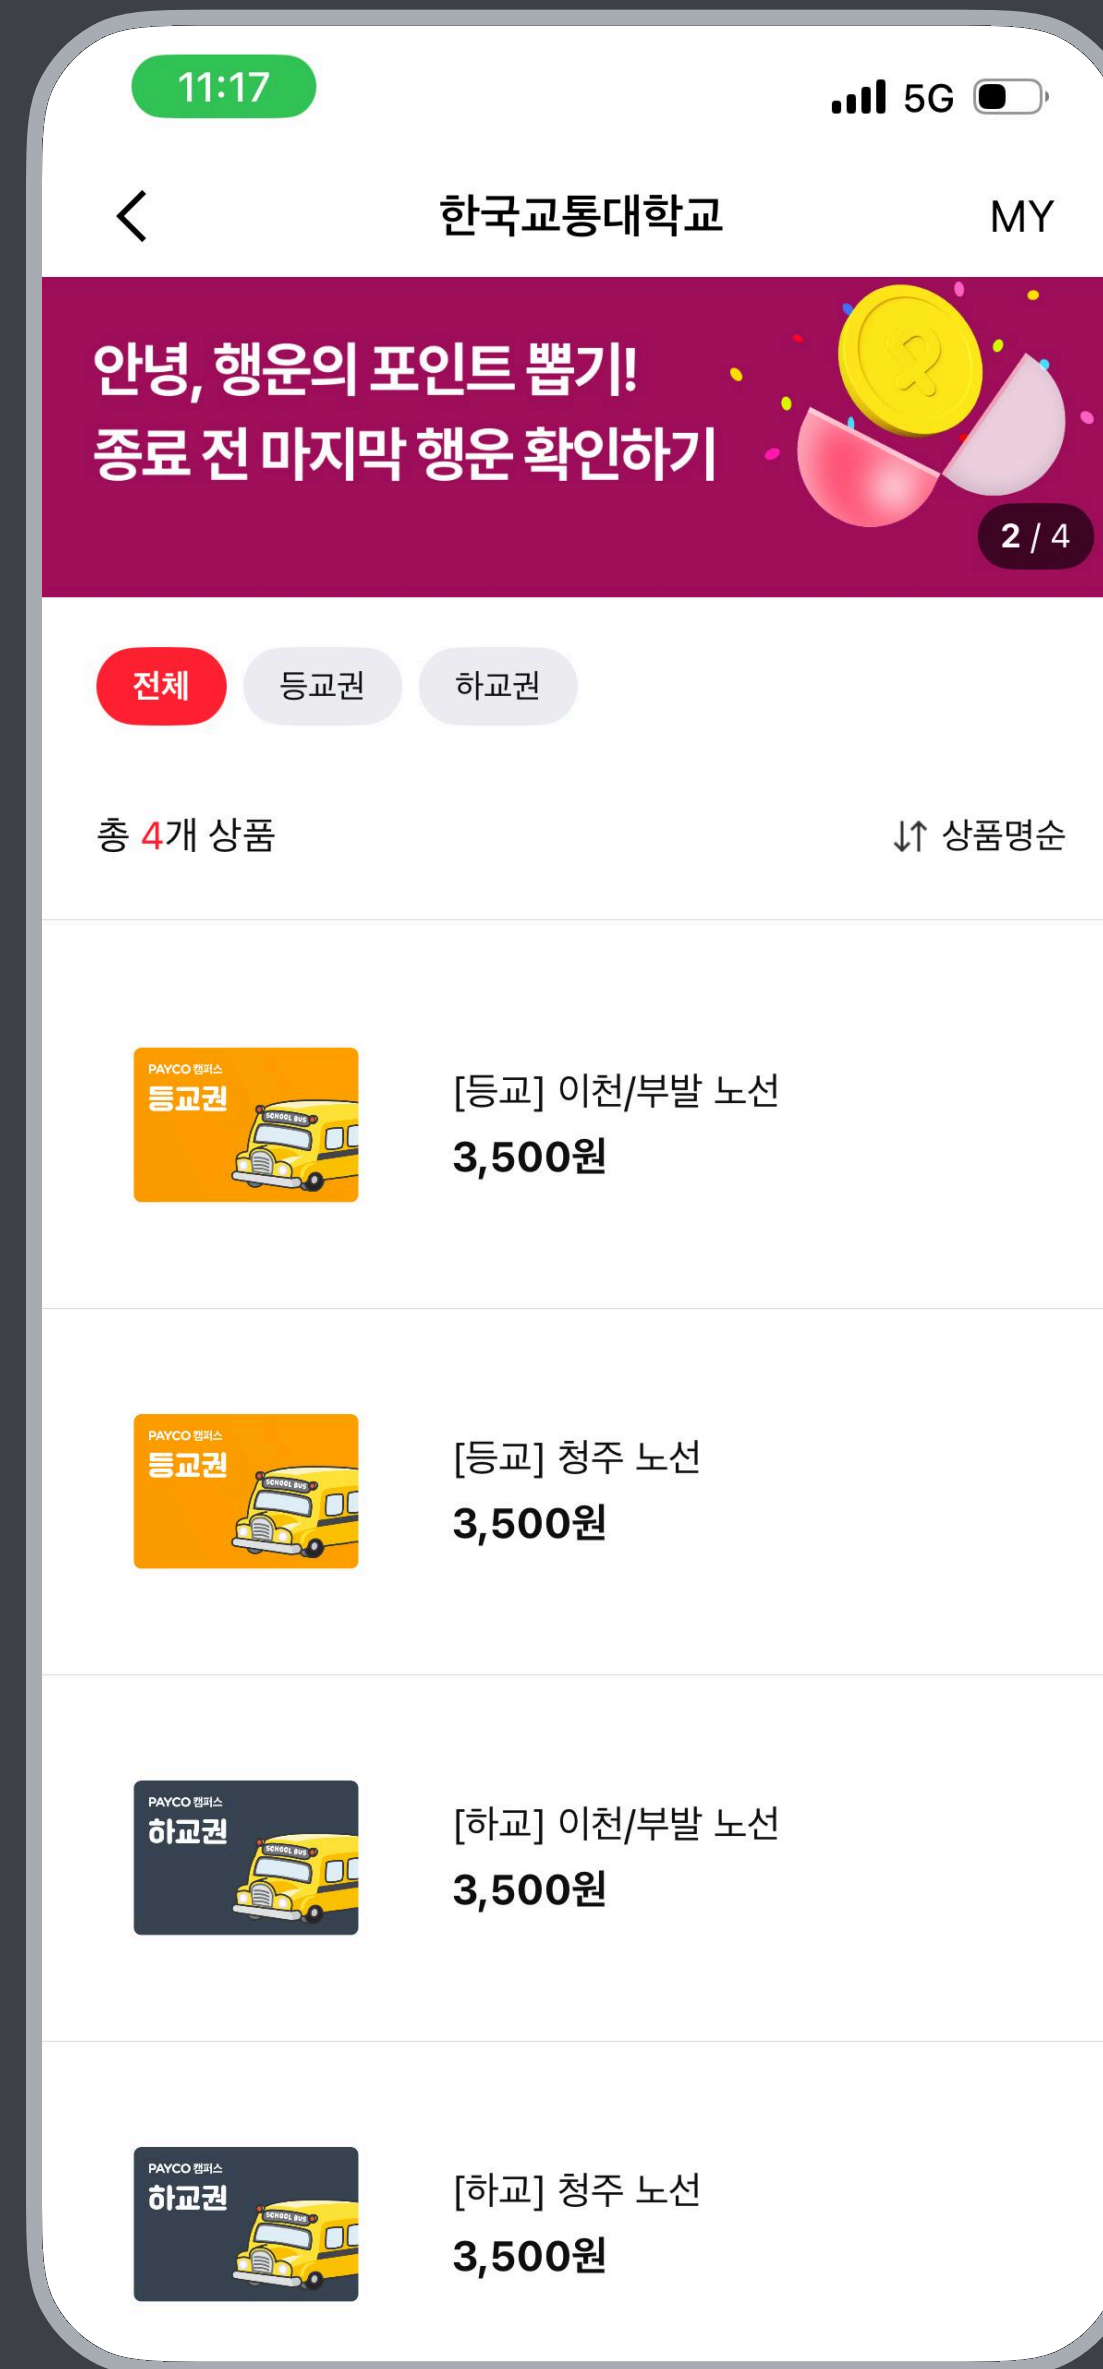 11:17
5G
한국교통대학교
MY
안녕, 행운의 포인트 뽑기!
종료 전 마지막 행운 확인하기
2 / 4
전체
등교권
하교권
총 4개 상품
상품명순
PAYCO 캠퍼스
등교권
SCHOOL BUS
[등교] 이천/부발 노선
3,500원
PAYCO 캠퍼스
등교권
SCHOOL BUS
[등교] 청주 노선
3,500원
PAYCO 캠퍼스
하교권
SCHOOL BUS
[하교] 이천/부발 노선
3,500원
PAYCO 캠퍼스
하교권
SCHOOL BUS
[하교] 청주 노선
3,500원